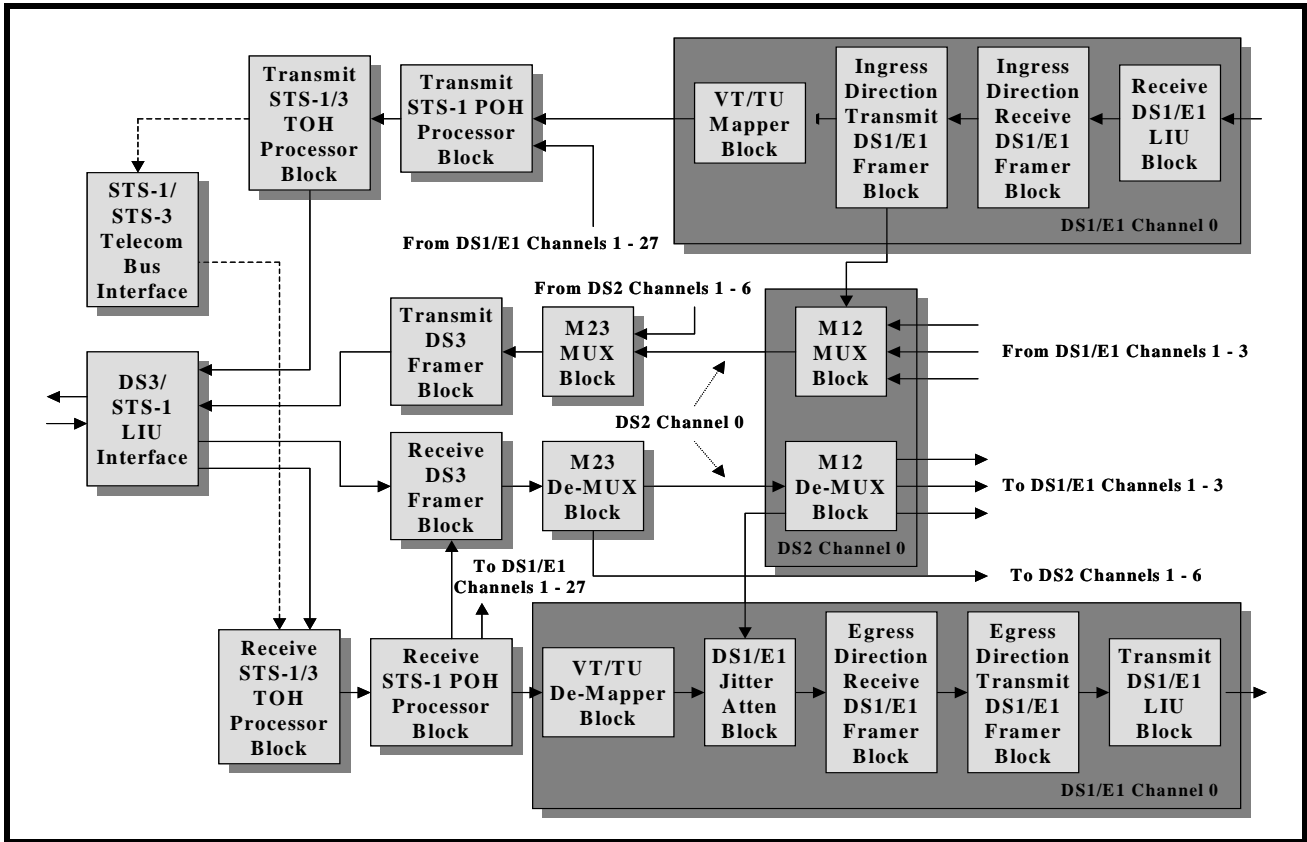 Transmit
STS-1/3
TOH
Processor
Block
Transmit
STS-1 POH
Processor
Block
VT/TU
Mapper
Block
Ingress
Direction
Transmit
DS1/E1
Framer
Block
Ingress
Direction
Receive
DS1/E1
Framer
Block
Receive
DS1/E1
LIU
Block
DS1/E1 Channel 0
STS-1/
STS-3
Telecom
Bus
Interface
From DS1/E1 Channels 1 - 27
From DS2 Channels 1 - 6
Transmit
DS3
Framer
Block
M23
MUX
Block
M12
MUX
Block
From DS1/E1 Channels 1 - 3
DS3/
STS-1
LIU
Interface
DS2 Channel 0
Receive
DS3
Framer
Block
M23
De-MUX
Block
M12
De-MUX
Block
To DS1/E1 Channels 1 - 3
DS2 Channel 0
To DS1/E1
Channels 1 - 27
To DS2 Channels 1 - 6
Receive
STS-1/3
TOH
Processor
Block
Receive
STS-1 POH
Processor
Block
VT/TU
De-Mapper
Block
DS1/E1
Jitter
Atten
Block
Egress
Direction
Receive
DS1/E1
Framer
Block
Egress
Direction
Transmit
DS1/E1
Framer
Block
Transmit
DS1/E1
LIU
Block
DS1/E1 Channel 0